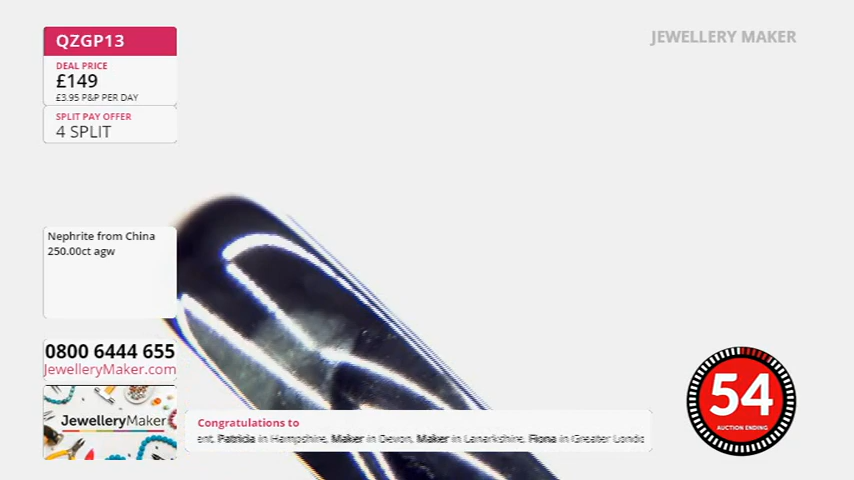 QZGP13
JEWELLERY MAKER
DEAL PRICE
£149
£3.95 P&P PER DAY
SPLIT PAY OFFER
4 SPLIT
Nephrite from China
250.00ct agw
0800 6444 655
JewelleryMaker.com
JewelleryMaker
Congratulations to
ent, Patricia in Hampshire, Maker in Devon, Maker in Lanarkshire, Fiona in Greater Londo
54
AUCTION ENDING